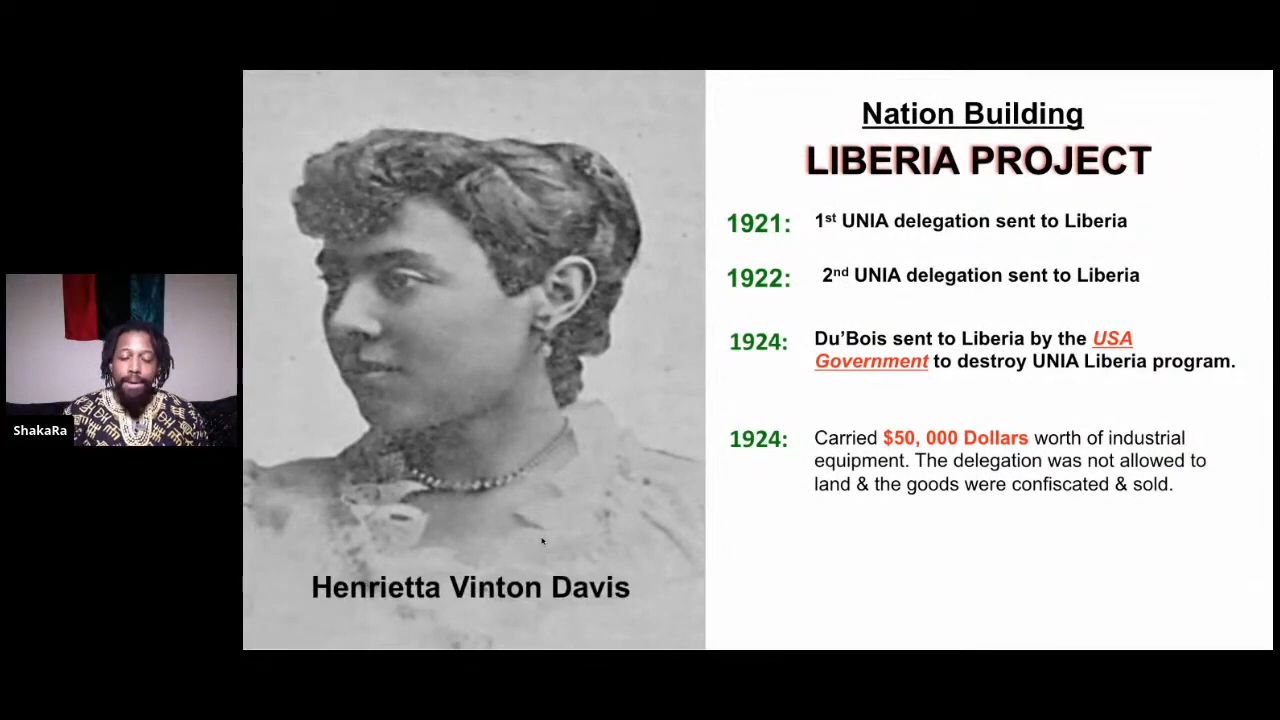 Nation Building
LIBERIA PROJECT
1921: 1st UNIA delegation sent to Liberia
1922: 2nd UNIA delegation sent to Liberia
1924: Du’Bois sent to Liberia by the USA
Government to destroy UNIA Liberia program.
1924: Carried $50, 000 Dollars worth of industrial
equipment. The delegation was not allowed to
land & the goods were confiscated & sold.
Henrietta Vinton Davis
ShakaRa